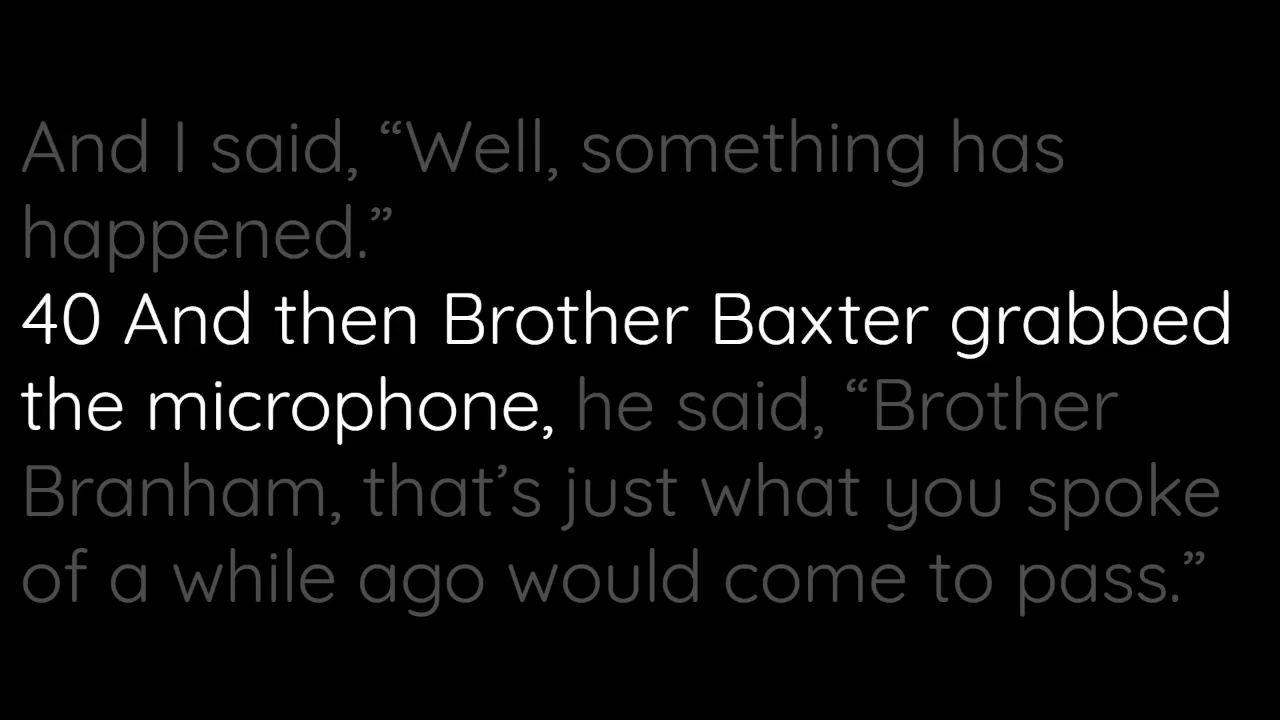 And I said, “Well, something has
happened.”
40 And then Brother Baxter grabbed
the microphone, he said, “Brother
Branham, that’s just what you spoke
of a while ago would come to pass.”